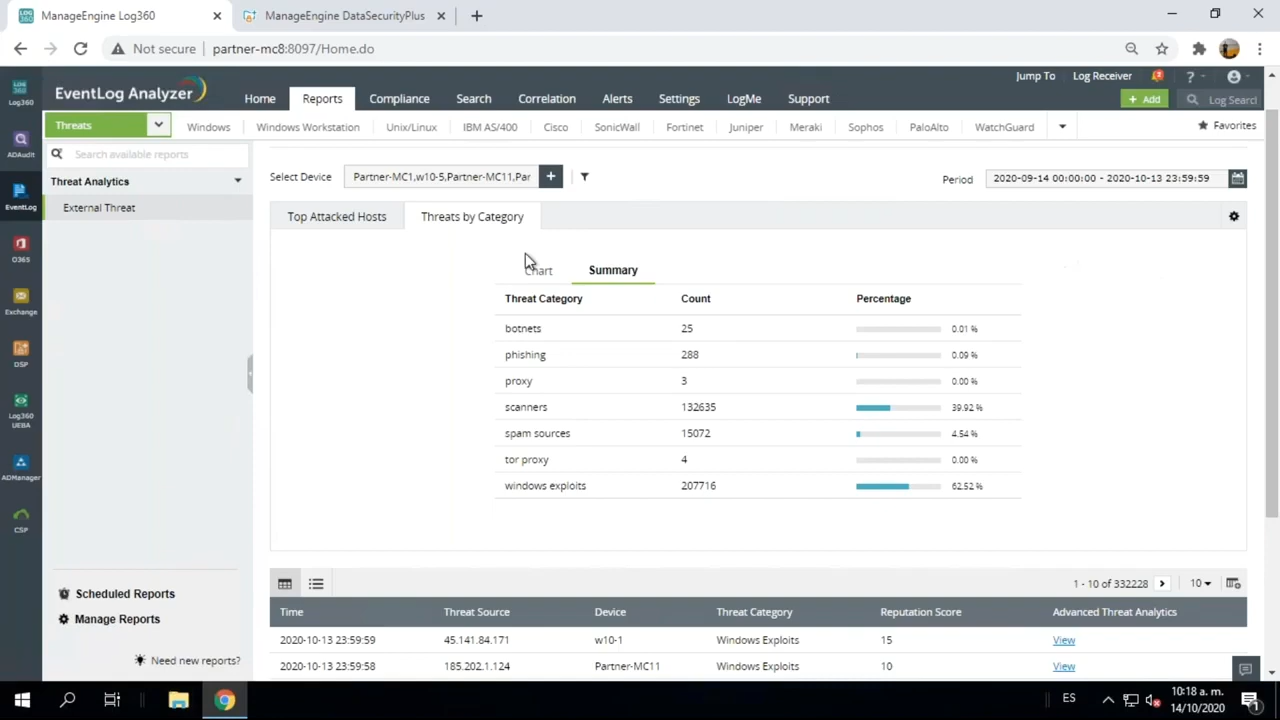 ManageEngine Log360
ManageEngine DataSecurityPlus
Not secure
partner-mc8:8097/Home.do
Jump To
Log Receiver
EventLog Analyzer
Home
Reports
Compliance
Search
Correlation
Alerts
Settings
LogMe
Support
+ Add
Log Search
Threats
Windows
Windows Workstation
Unix/Linux
IBM AS/400
Cisco
SonicWall
Fortinet
Juniper
Meraki
Sophos
PaloAlto
WatchGuard
Favorites
LOG 360
Log360
ADAudit
EventLog
O365
Exchange
DSP
Log360 UEBA
ADManager
CSP
Search available reports
Threat Analytics
External Threat
Scheduled Reports
Manage Reports
Need new reports?
Select Device
Partner-MC1,w10-5,Partner-MC11,Par
Period
2020-09-14 00:00:00 - 2020-10-13 23:59:59
Top Attacked Hosts
Threats by Category
Chart
Summary
Threat Category Count Percentage
botnets 25 0.01 %
phishing 288 0.09 %
proxy 3 0.00 %
scanners 132635 39.92 %
spam sources 15072 4.54 %
tor proxy 4 0.00 %
windows exploits 207716 62.52 %
1 - 10 of 332228
10
Time Threat Source Device Threat Category Reputation Score Advanced Threat Analytics
2020-10-13 23:59:59 45.141.84.171 w10-1 Windows Exploits 15 View
2020-10-13 23:59:58 185.202.1.124 Partner-MC11 Windows Exploits 10 View
ES
10:18 a. m.
14/10/2020
1